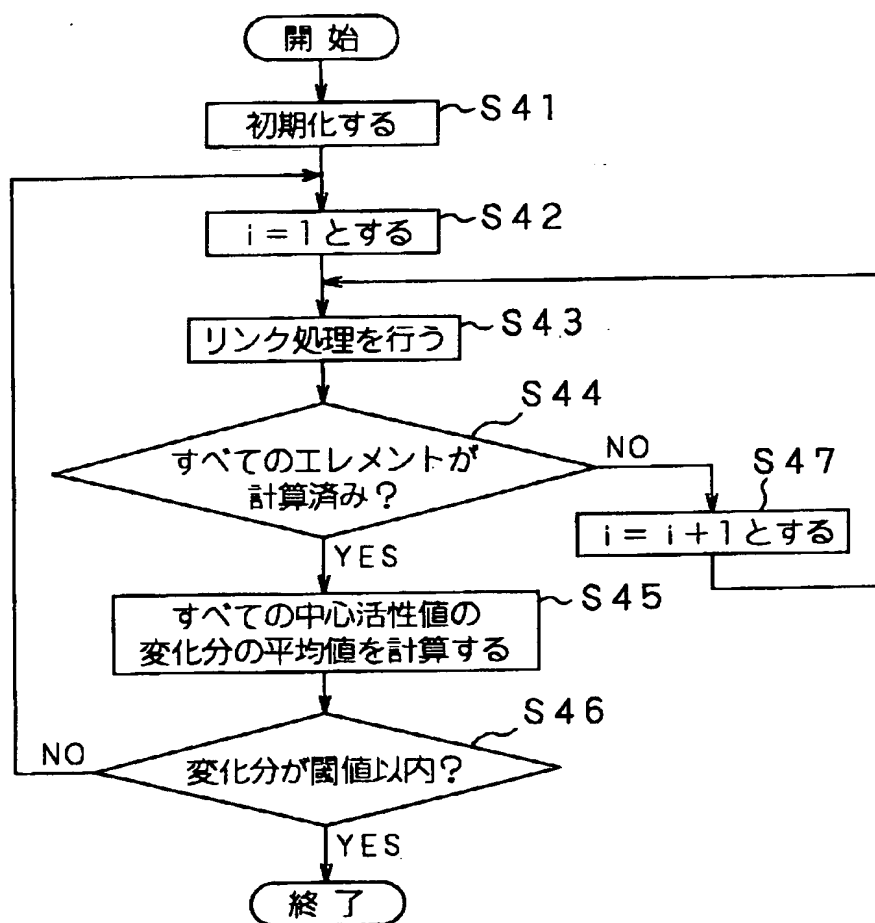 開始
初期化する
S41
i=1とする
S42
リンク処理を行う
S43
S44
すべてのエレメントが
計算済み?
NO
S47
i=i+1とする
YES
S45
すべての中心活性値の
変化分の平均値を計算する
S46
変化分が閾値以内?
NO
YES
終了